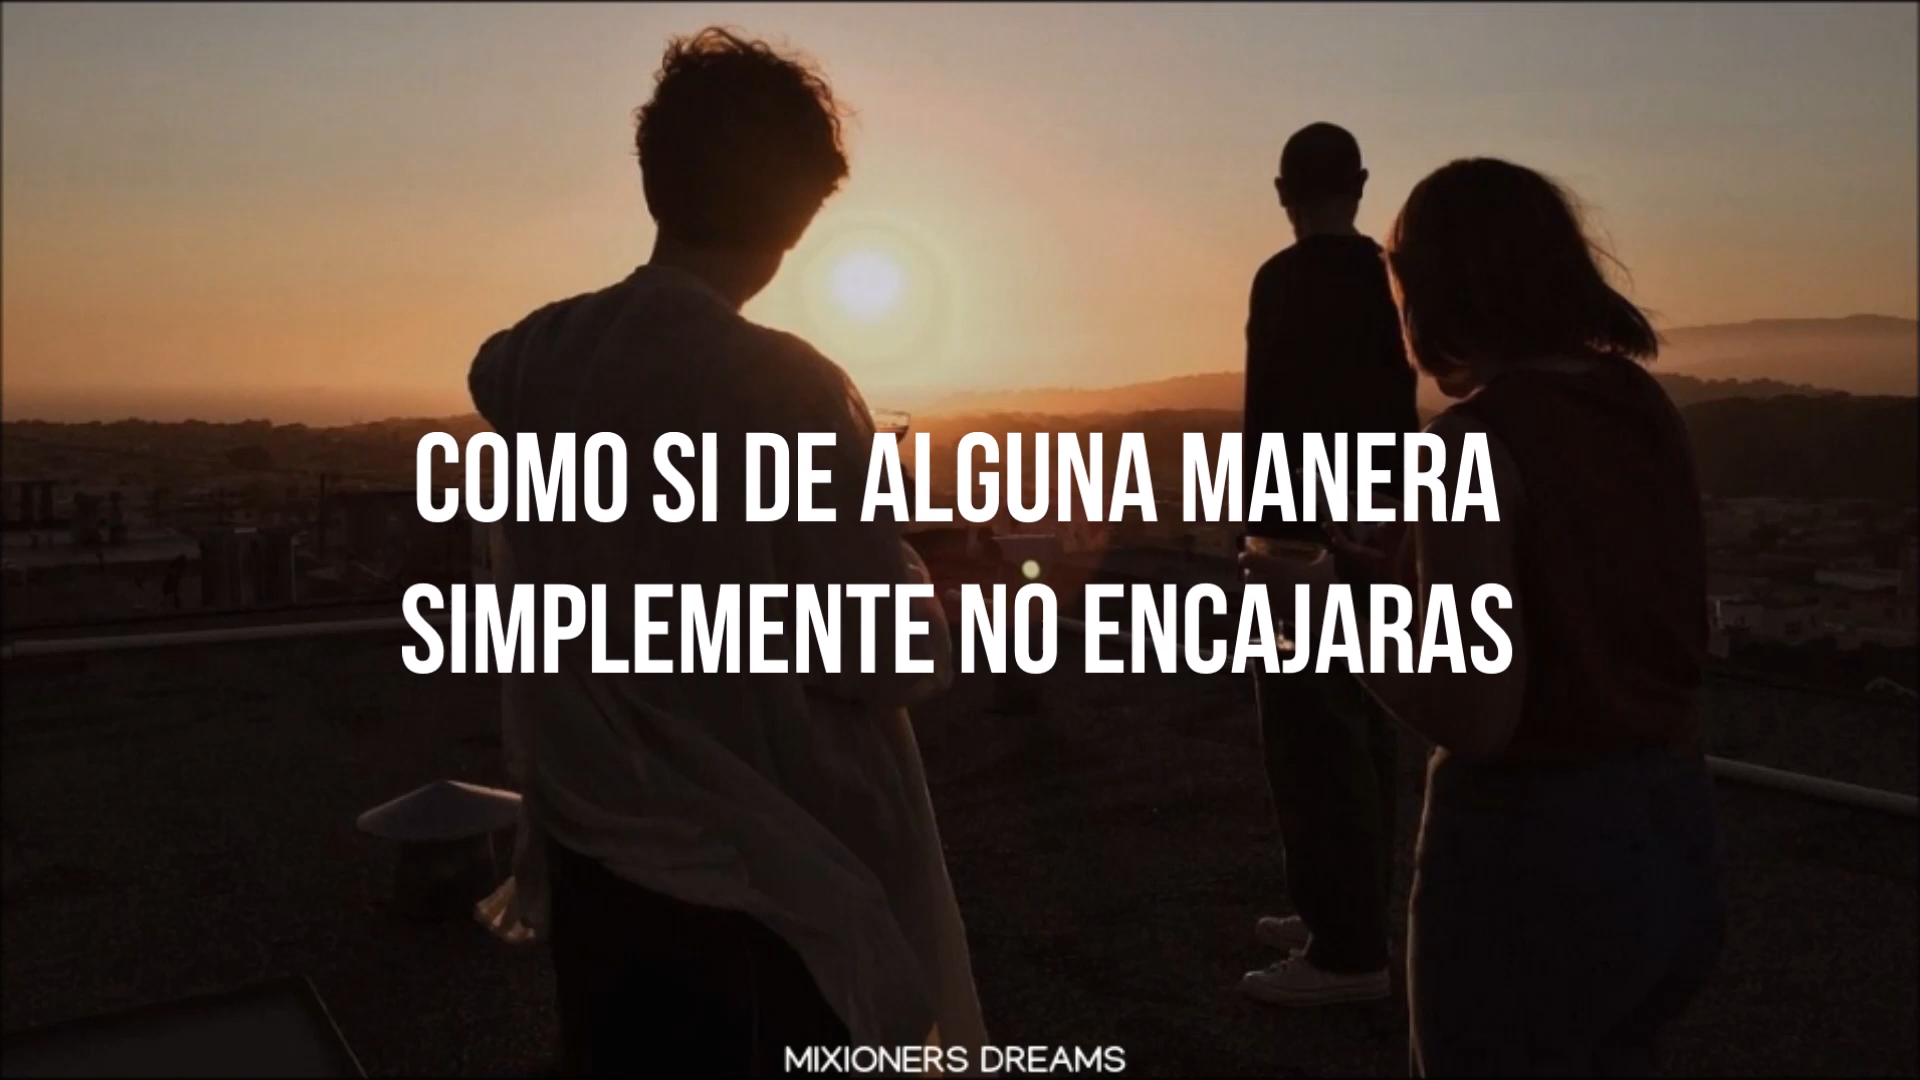 COMO SI DE ALGUNA MANERA
SIMPLEMENTE NO ENCAJARAS
MIXIONERS DREAMS